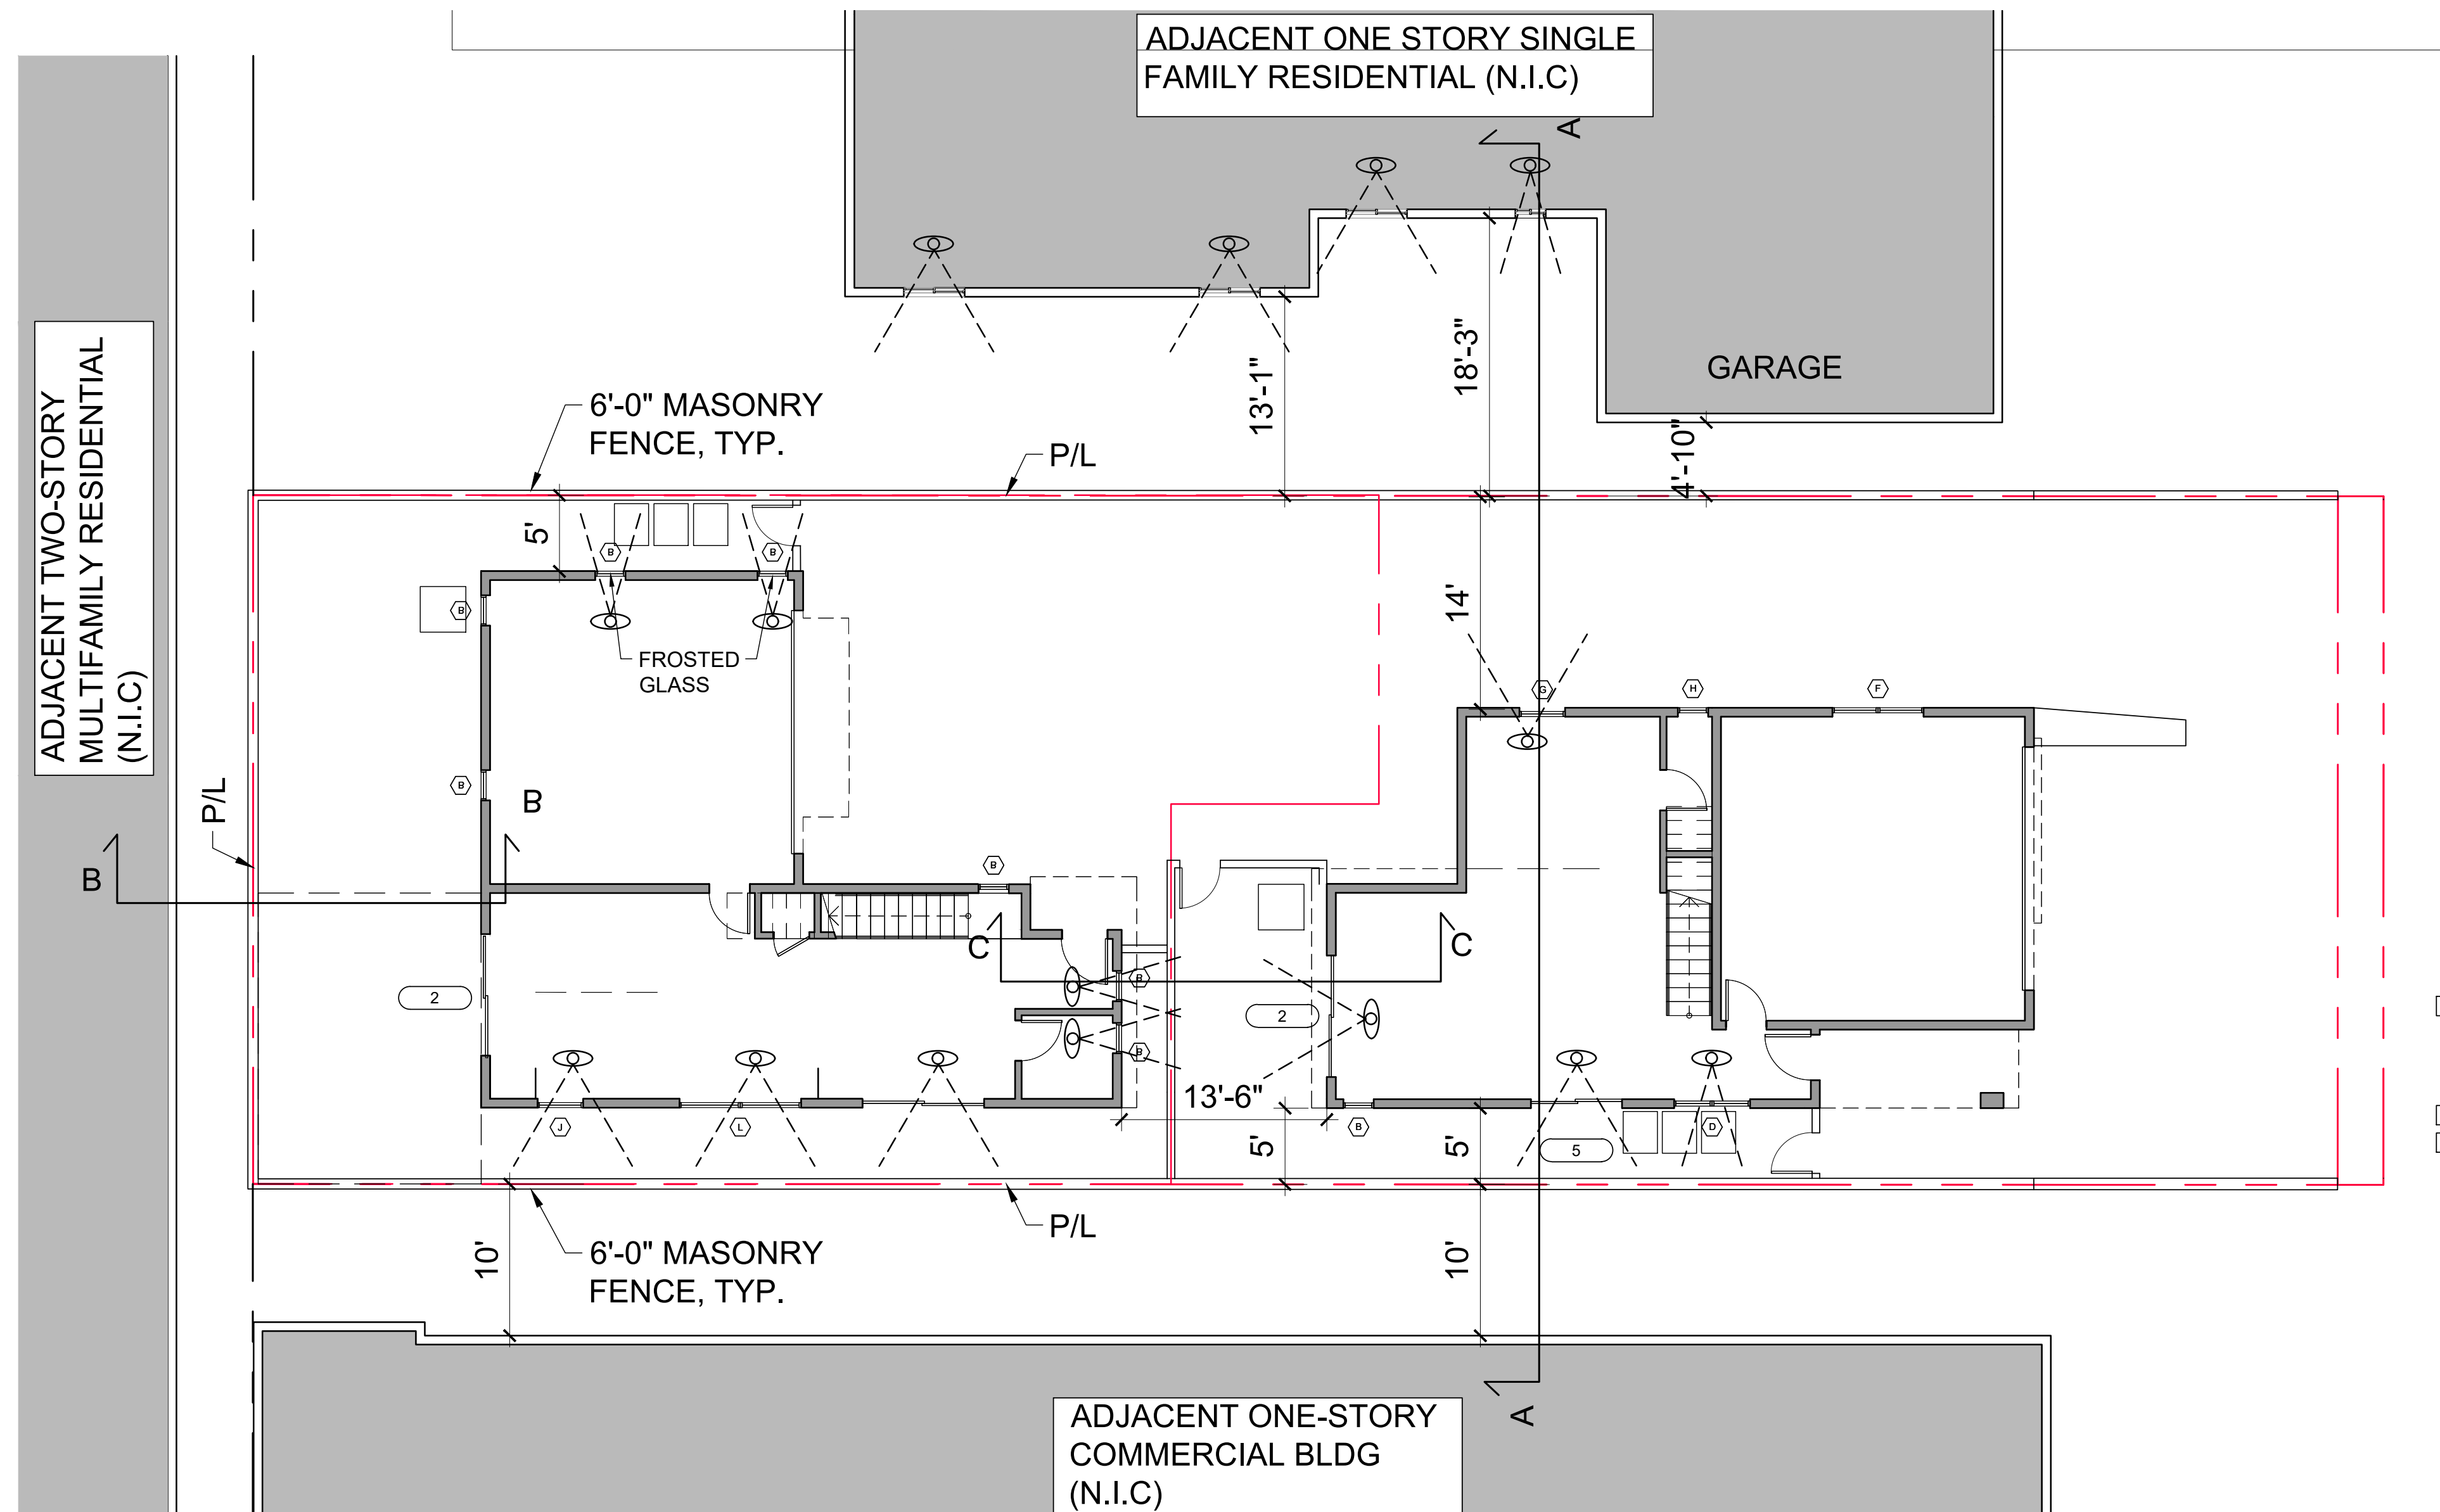 ADJACENT ONE STORY SINGLE
FAMILY RESIDENTIAL (N.I.C)
A
GARAGE
18'-3"
13'-1"
4'-10"
ADJACENT TWO-STORY
MULTIFAMILY RESIDENTIAL
(N.I.C)
6'-0" MASONRY
FENCE, TYP.
P/L
5'
B
B
B
FROSTED
GLASS
14'
G
H
F
P/L
B
B
B
B
C
C
B
2
2
B
13'-6"
J
L
B
D
5'
5'
5
P/L
10'
6'-0" MASONRY
FENCE, TYP.
10'
A
ADJACENT ONE-STORY
COMMERCIAL BLDG
(N.I.C)